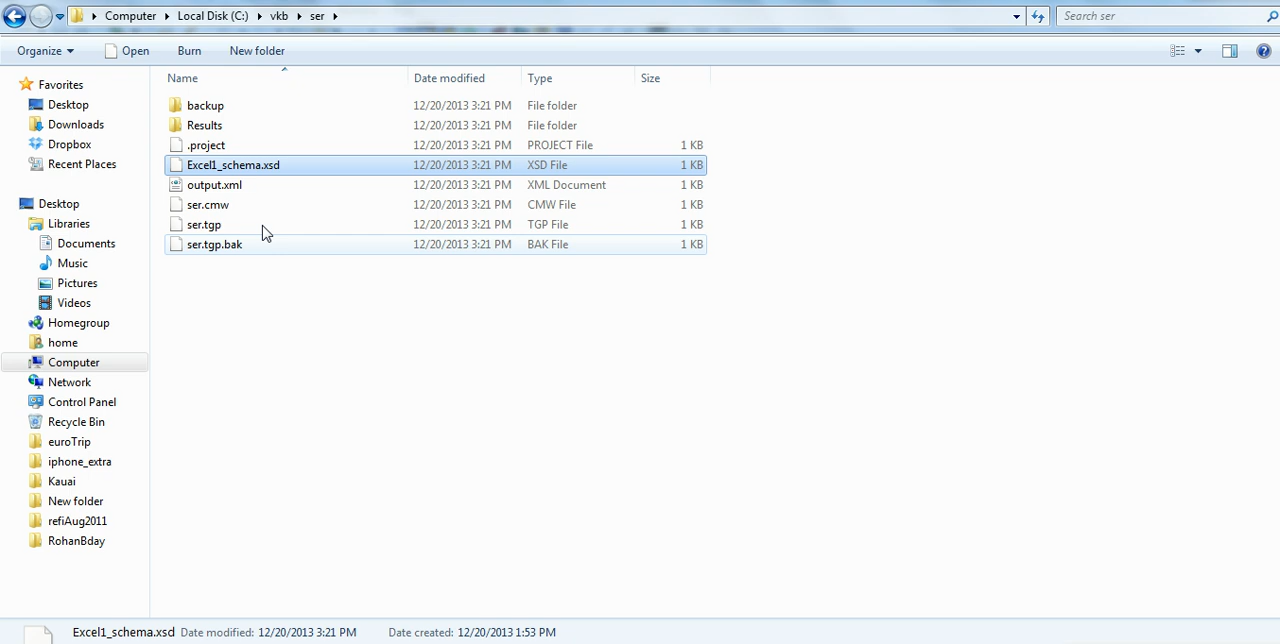 Computer Local Disk (C:) vkb ser Search ser
Organize Open Burn New folder
Name Date modified Type Size
Favorites
Desktop
Downloads
Dropbox
Recent Places
Desktop
Libraries
Documents
Music
Pictures
Videos
Homegroup
home
Computer
Network
Control Panel
Recycle Bin
euroTrip
iphone_extra
Kauai
New folder
refiAug2011
RohanBday
backup 12/20/2013 3:21 PM File folder
Results 12/20/2013 3:21 PM File folder
.project 12/20/2013 3:21 PM PROJECT File 1 KB
Excel1_schema.xsd 12/20/2013 3:21 PM XSD File 1 KB
output.xml 12/20/2013 3:21 PM XML Document 1 KB
ser.cmw 12/20/2013 3:21 PM CMW File 1 KB
ser.tgp 12/20/2013 3:21 PM TGP File 1 KB
ser.tgp.bak 12/20/2013 3:21 PM BAK File 1 KB
Excel1_schema.xsd Date modified: 12/20/2013 3:21 PM Date created: 12/20/2013 1:53 PM